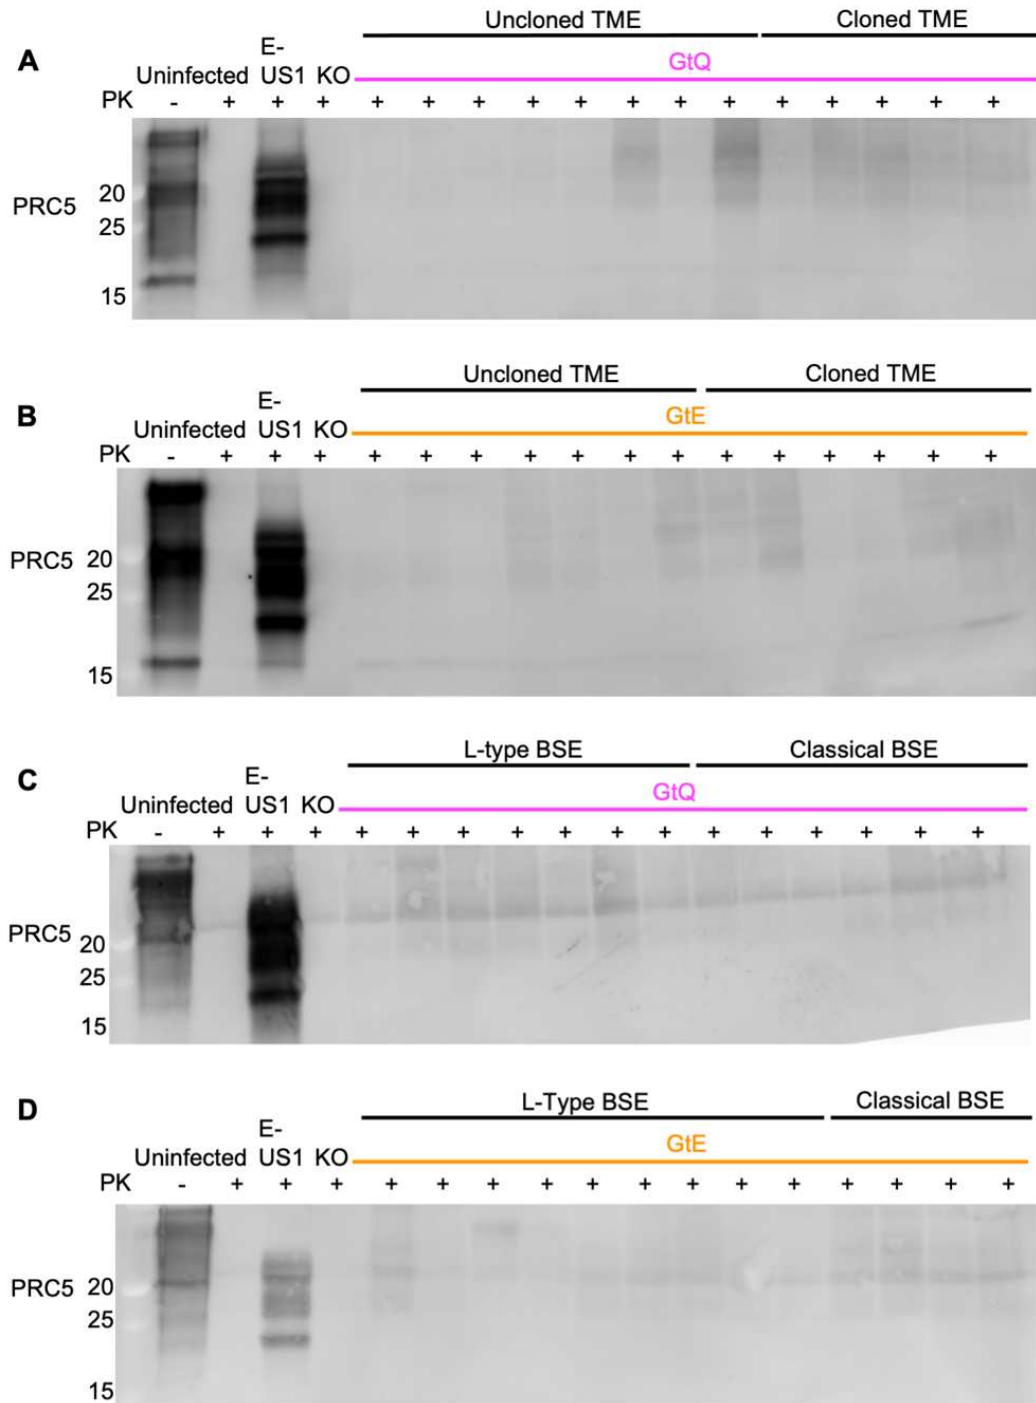 Uncloned TME Cloned TME
A
E-
Uninfected US1 KO GtQ
PK - + + + + + + + + + + + + + + + +
20
PRC5
25
15
Uncloned TME Cloned TME
B
E-
Uninfected US1 KO GtE
PK - + + + + + + + + + + + + + + + +
PRC5 20
25
15
L-type BSE Classical BSE
C
E-
Uninfected US1 KO GtQ
PK - + + + + + + + + + + + + + + + +
PRC5
20
25
15
L-Type BSE Classical BSE
D
E-
Uninfected US1 KO GtE
PK - + + + + + + + + + + + + + + + +
PRC5 20
25
15